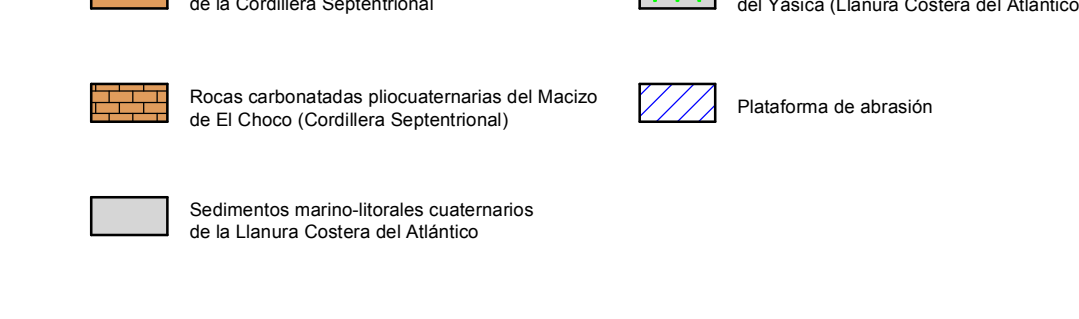 de la Cordillera Septentrional
del Yásica (Llanura Costera del Atlántico
Rocas carbonatadas pliocuaternarias del Macizo
de El Choco (Cordillera Septentrional)
Plataforma de abrasión
Sedimentos marino-litorales cuaternarios
de la Llanura Costera del Atlántico